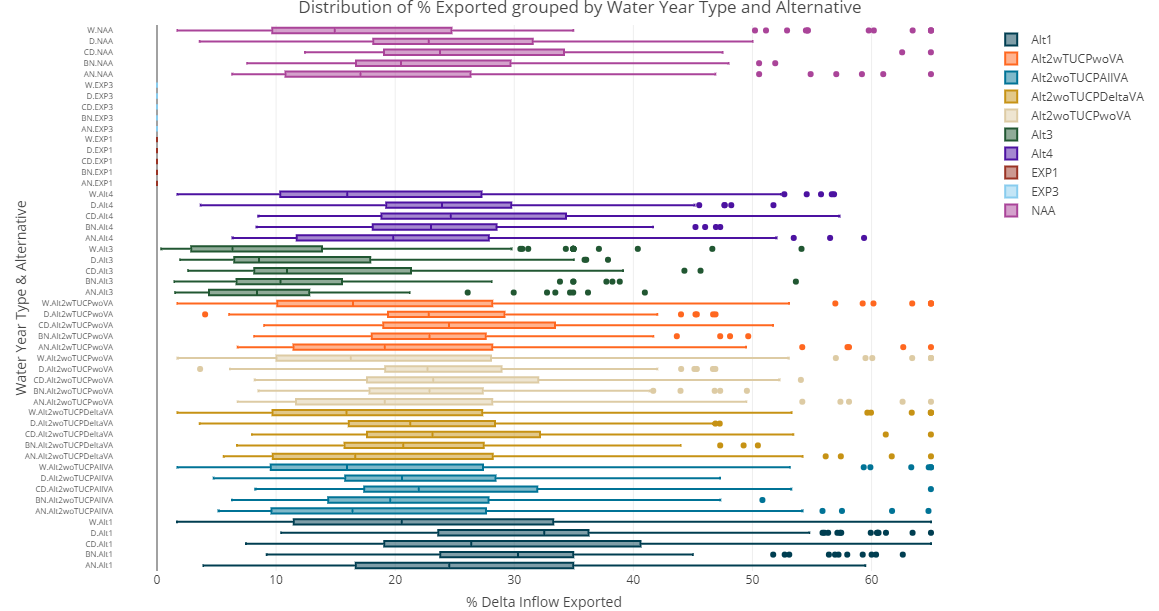 Distribution of % Exported grouped by Water Year Type and Alternative
W.NAA
D.NAA
CD.NAA
BN.NAA
AN.NAA
W.EXP3
D.EXP3
CD.EXP3
BN.EXP3
AN.EXP3
W.EXP1
D.EXP1
CD.EXP1
BN.EXP1
AN.EXP1
W.Alt4
D.Alt4
CD.Alt4
BN.Alt4
AN.Alt4
W.Alt3
D.Alt3
CD.Alt3
BN.Alt3
AN.Alt3
W.Alt2wTUCPwoVA
D.Alt2wTUCPwoVA
CD.Alt2wTUCPwoVA
BN.Alt2wTUCPwoVA
AN.Alt2wTUCPwoVA
W.Alt2woTUCPwoVA
D.Alt2woTUCPwoVA
CD.Alt2woTUCPwoVA
BN.Alt2woTUCPwoVA
AN.Alt2woTUCPwoVA
W.Alt2woTUCPDeltaVA
D.Alt2woTUCPDeltaVA
CD.Alt2woTUCPDeltaVA
BN.Alt2woTUCPDeltaVA
AN.Alt2woTUCPDeltaVA
W.Alt2woTUCPAllVA
D.Alt2woTUCPAllVA
CD.Alt2woTUCPAllVA
BN.Alt2woTUCPAllVA
AN.Alt2woTUCPAllVA
W.Alt1
D.Alt1
CD.Alt1
BN.Alt1
AN.Alt1
Water Year Type & Alternative
0 10 20 30 40 50 60
% Delta Inflow Exported
Alt1
Alt2wTUCPwoVA
Alt2woTUCPAllVA
Alt2woTUCPDeltaVA
Alt2woTUCPwoVA
Alt3
Alt4
EXP1
EXP3
NAA